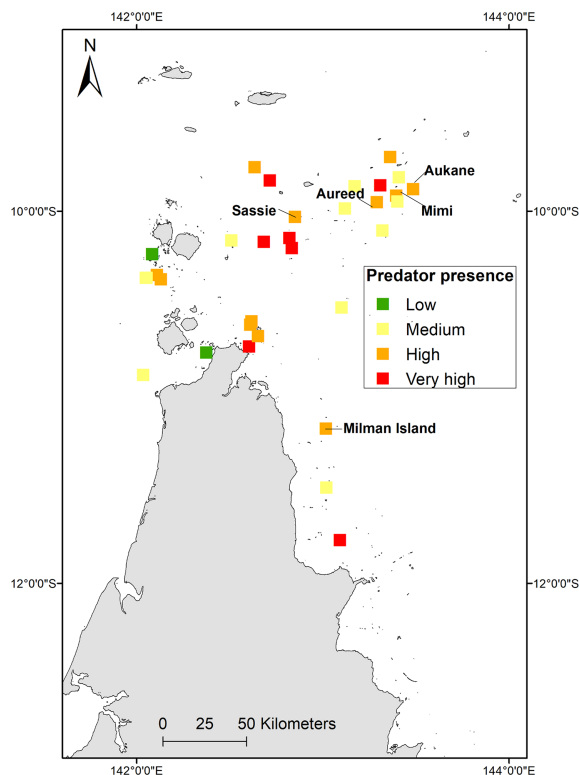 142°0'0"E
144°0'0"E
N
Aukane
Aureed
Sassie
Mimi
10°0'0"S
10°0'0"S
Predator presence
Low
Medium
High
Very high
Milman Island
12°0'0"S
12°0'0"S
0 25 50 Kilometers
142°0'0"E
144°0'0"E